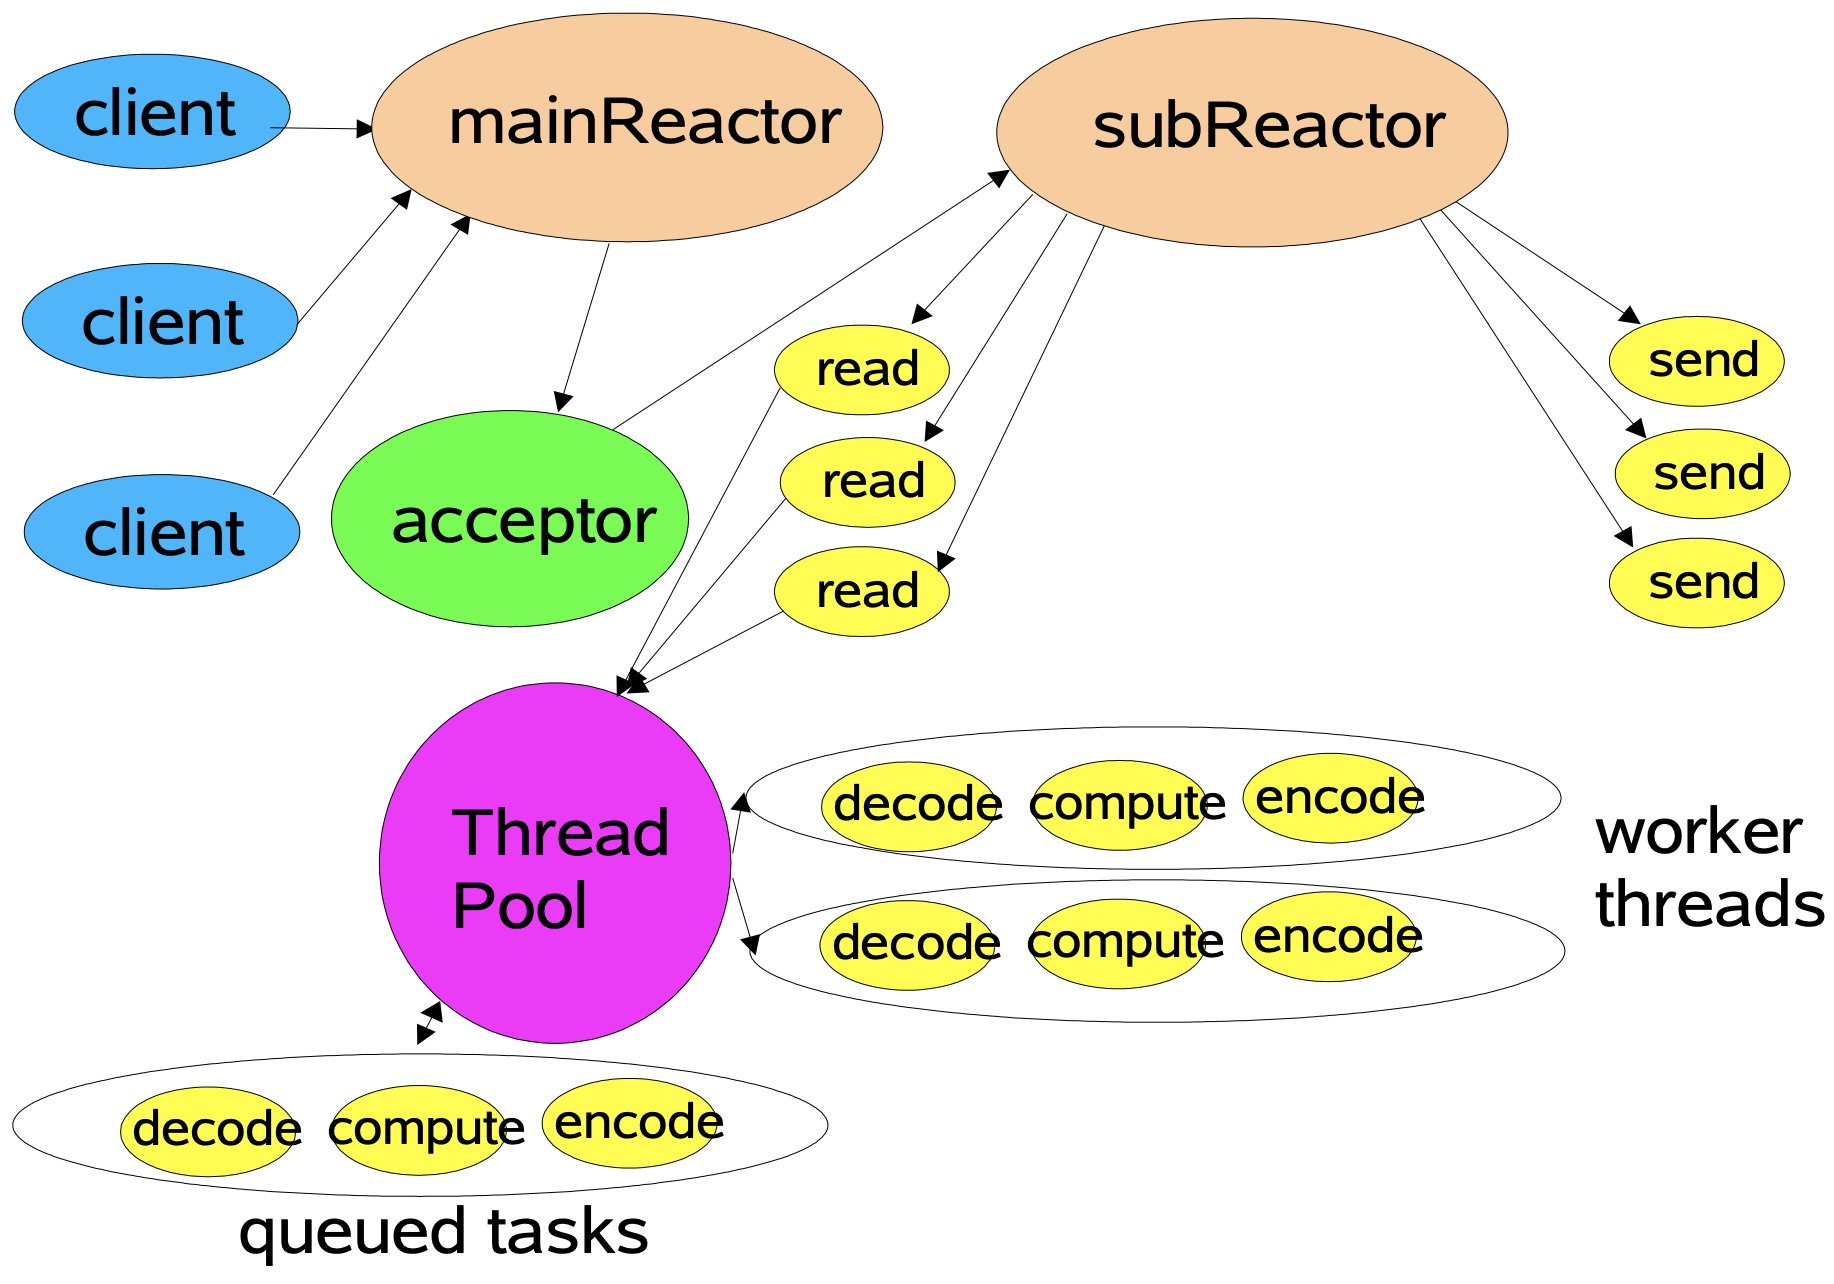 client
mainReactor
subReactor
client
client
acceptor
read
read
read
send
send
send
Thread
Pool
decode compute encode
decode compute encode
worker
threads
decode compute encode
queued tasks